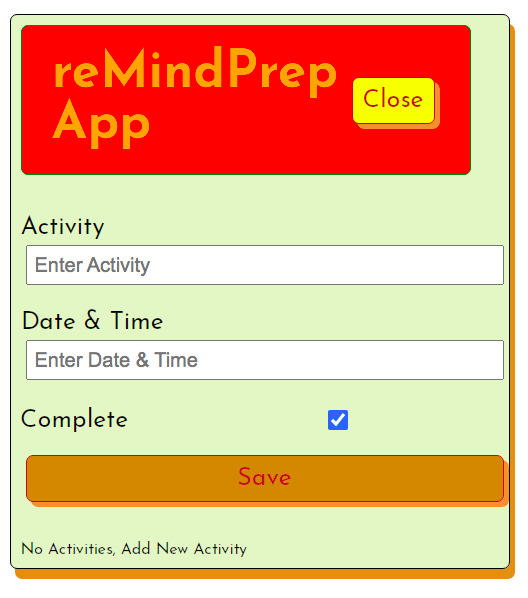 reMindPrep
App
Close
Activity
Enter Activity
Date & Time
Enter Date & Time
Complete
Save
No Activities, Add New Activity